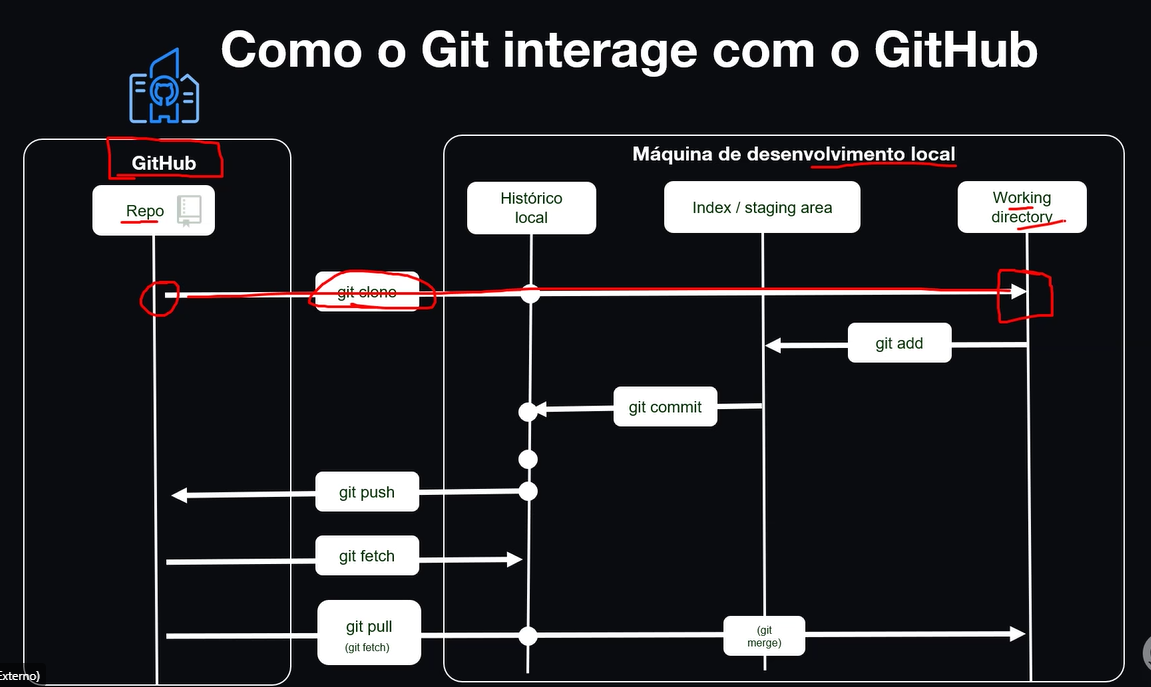 Como o Git interage com o GitHub
GitHub
Máquina de desenvolvimento local
Repo
Histórico
local
Index / staging area
Working
directory
git clone
git add
git commit
git push
git fetch
git pull
(git fetch)
(git
merge)
Externo)